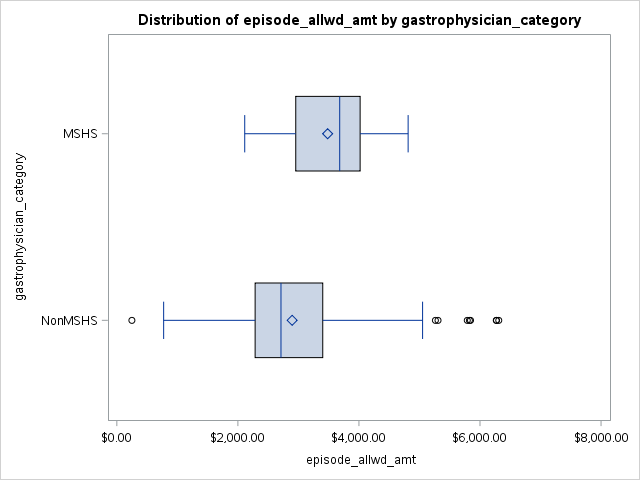 Distribution of episode_allwd_amt by gastrophysician_category
gastrophysician_category
MSHS
NonMSHS
$0.00 $2,000.00 $4,000.00 $6,000.00 $8,000.00
episode_allwd_amt